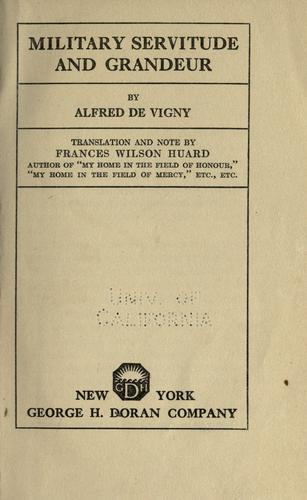 MILITARY SERVITUDE
AND GRANDEUR
BY
ALFRED DE VIGNY
TRANSLATION AND NOTE BY
FRANCES WILSON HUARD
AUTHOR OF "MY HOME IN THE FIELD OF HONOUR,"
"MY HOME IN THE FIELD OF MERCY," ETC., ETC.
UNIV. OF
CALIFORNIA
GDH
NEW YORK
GEORGE H. DORAN COMPANY